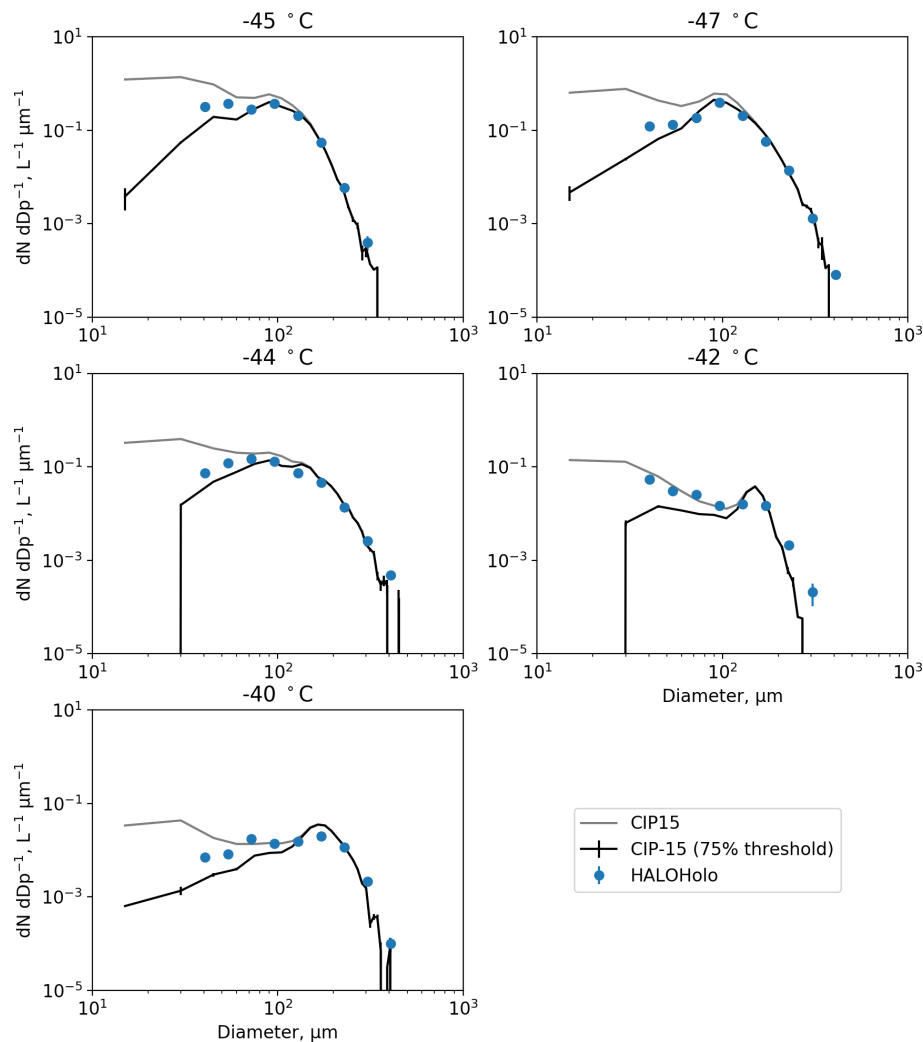 -45 °C
-47 °C
10¹
10⁻¹
10⁻³
10⁻⁵
dN dDp⁻¹, L⁻¹ µm⁻¹
10¹
10²
10³
10¹
10⁻¹
10⁻³
10⁻⁵
10¹
10²
10³
-44 °C
-42 °C
10¹
10⁻¹
10⁻³
10⁻⁵
dN dDp⁻¹, L⁻¹ µm⁻¹
10¹
10²
10³
10¹
10⁻¹
10⁻³
10⁻⁵
10¹
10²
10³
Diameter, µm
-40 °C
10¹
10⁻¹
10⁻³
10⁻⁵
dN dDp⁻¹, L⁻¹ µm⁻¹
10¹
10²
10³
Diameter, µm
CIP15
CIP-15 (75% threshold)
HALOHolo